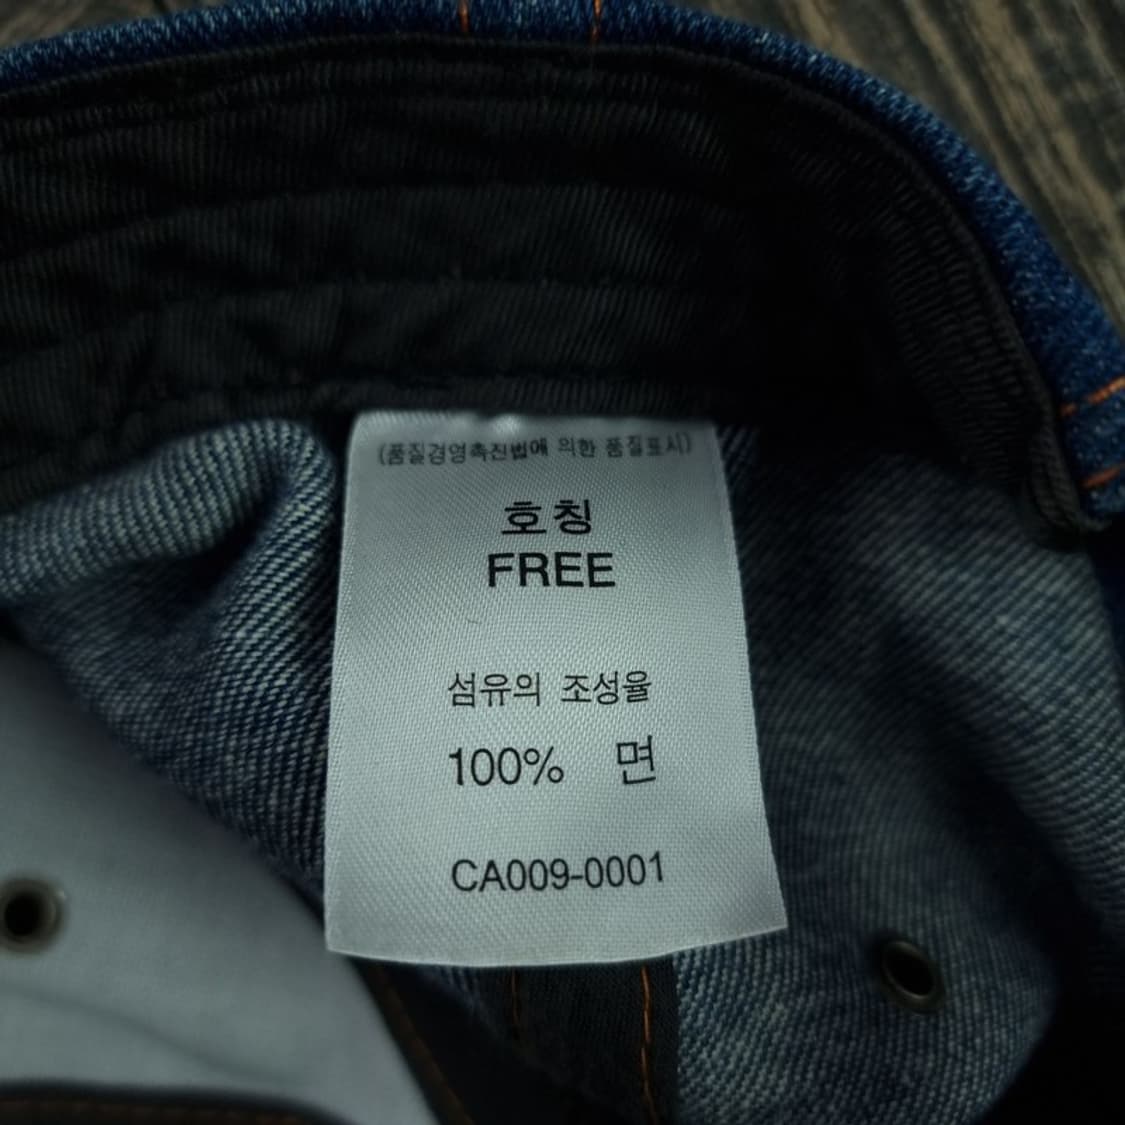 (품질경영촉진법에 의한 품질표시)
호칭
FREE
섬유의 조성율
100% 면
CA009-0001